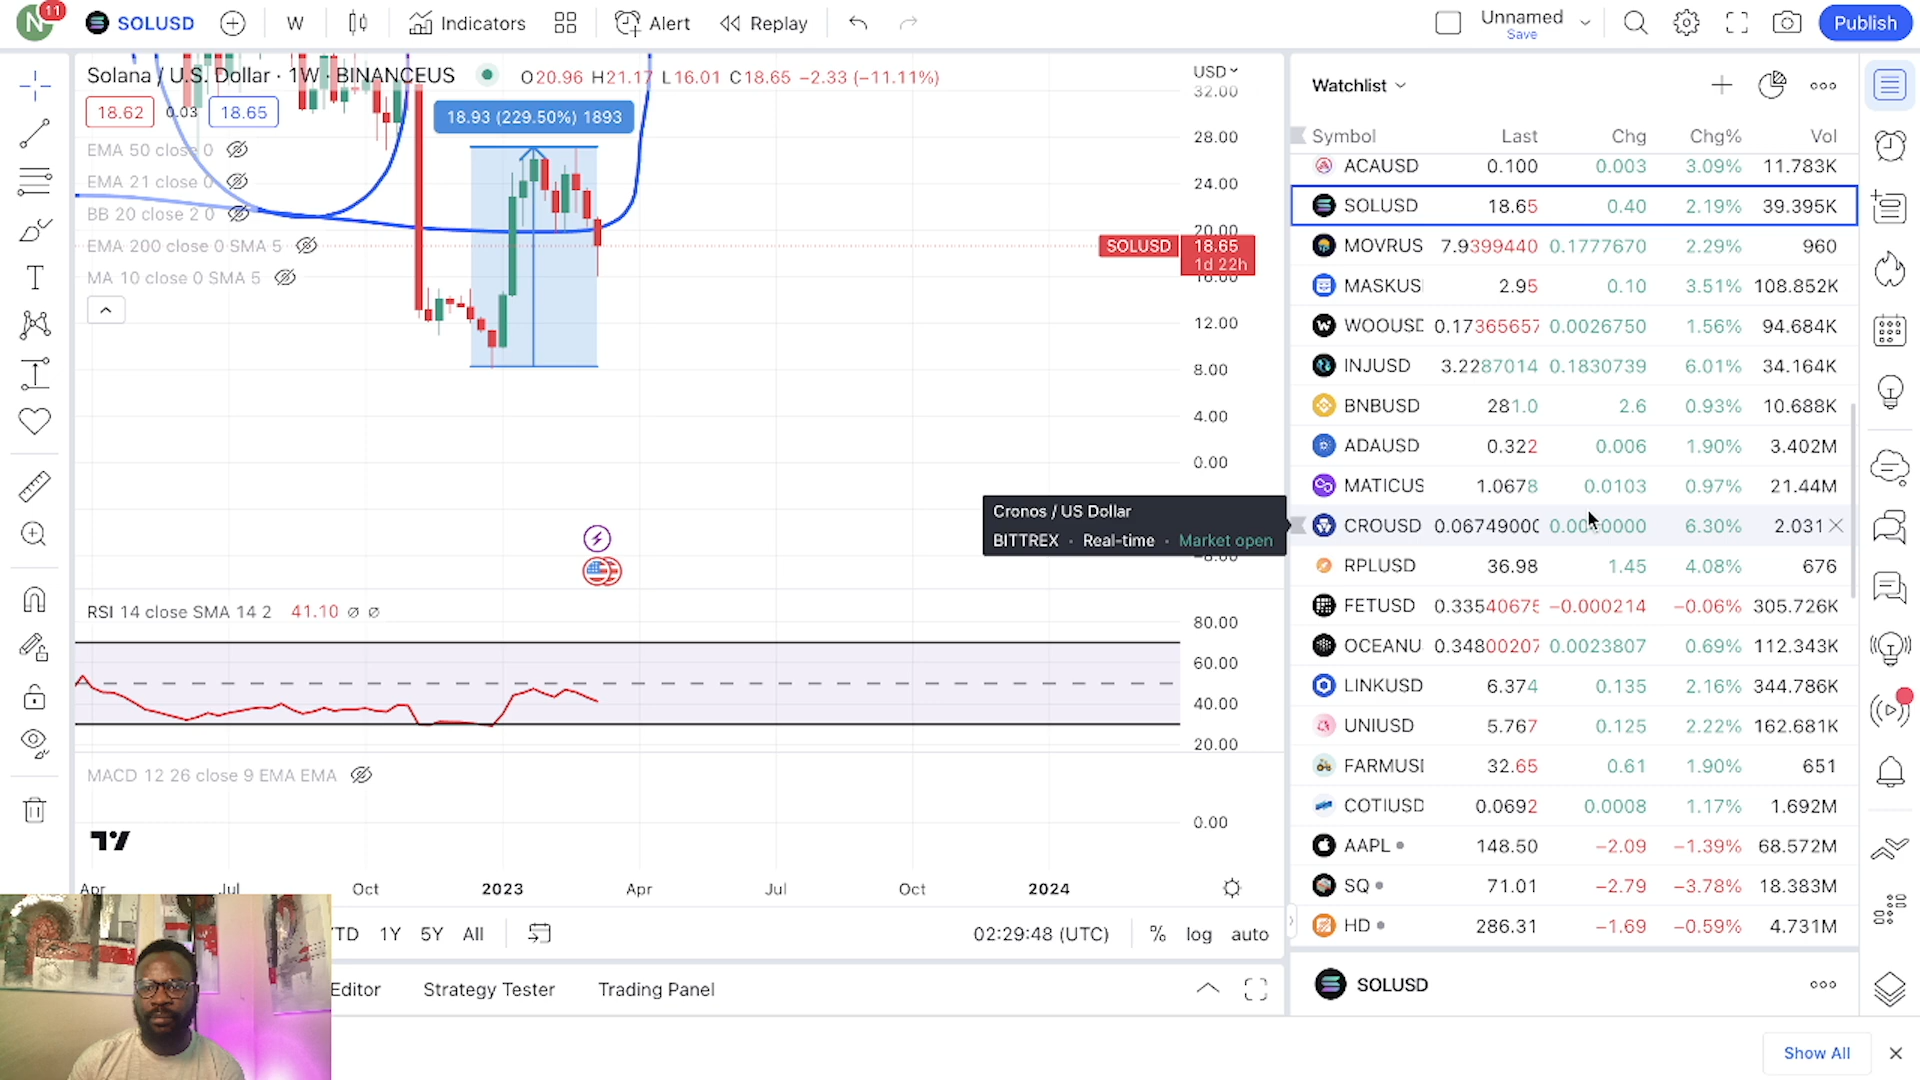 N 11 SOLUSD W Indicators Alert Replay Unnamed Save Publish
Solana / U.S. Dollar · 1W · BINANCEUS O20.96 H21.17 L16.01 C18.65 −2.33 (−11.11%)
18.62 0.03 18.65
18.93 (229.50%) 1893
EMA 50 close 0
EMA 21 close 0
BB 20 close 2 0
EMA 200 close 0 SMA 5
MA 10 close 0 SMA 5
USD
32.00
28.00
24.00
20.00
SOLUSD 18.65
1d 22h
16.00
12.00
8.00
4.00
0.00
−8.00
Cronos / US Dollar
BITTREX · Real-time · Market open
RSI 14 close SMA 14 2 41.10 ∅ ∅
80.00
60.00
40.00
20.00
MACD 12 26 close 9 EMA EMA
0.00
Apr Jul Oct 2023 Apr Jul Oct 2024
YTD 1Y 5Y All 02:29:48 (UTC) % log auto
Editor Strategy Tester Trading Panel
Watchlist
Symbol Last Chg Chg% Vol
ACAUSD 0.100 0.003 3.09% 11.783K
SOLUSD 18.65 0.40 2.19% 39.395K
MOVRUS 7.9399440 0.1777670 2.29% 960
MASKUS 2.95 0.10 3.51% 108.852K
WOOUSD 0.17365657 0.0026750 1.56% 94.684K
INJUSD 3.2287014 0.1830739 6.01% 34.164K
BNBUSD 281.0 2.6 0.93% 10.688K
ADAUSD 0.322 0.006 1.90% 3.402M
MATICUS 1.0678 0.0103 0.97% 21.44M
CROUSD 0.06749000 6.30% 2.031
RPLUSD 36.98 1.45 4.08% 676
FETUSD 0.33540675 −0.000214 −0.06% 305.726K
OCEANU 0.34800207 0.0023807 0.69% 112.343K
LINKUSD 6.374 0.135 2.16% 344.786K
UNIUSD 5.767 0.125 2.22% 162.681K
FARMUSI 32.65 0.61 1.90% 651
COTIUSD 0.0692 0.0008 1.17% 1.692M
AAPL 148.50 −2.09 −1.39% 68.572M
SQ 71.01 −2.79 −3.78% 18.383M
HD 286.31 −1.69 −0.59% 4.731M
SOLUSD
Show All